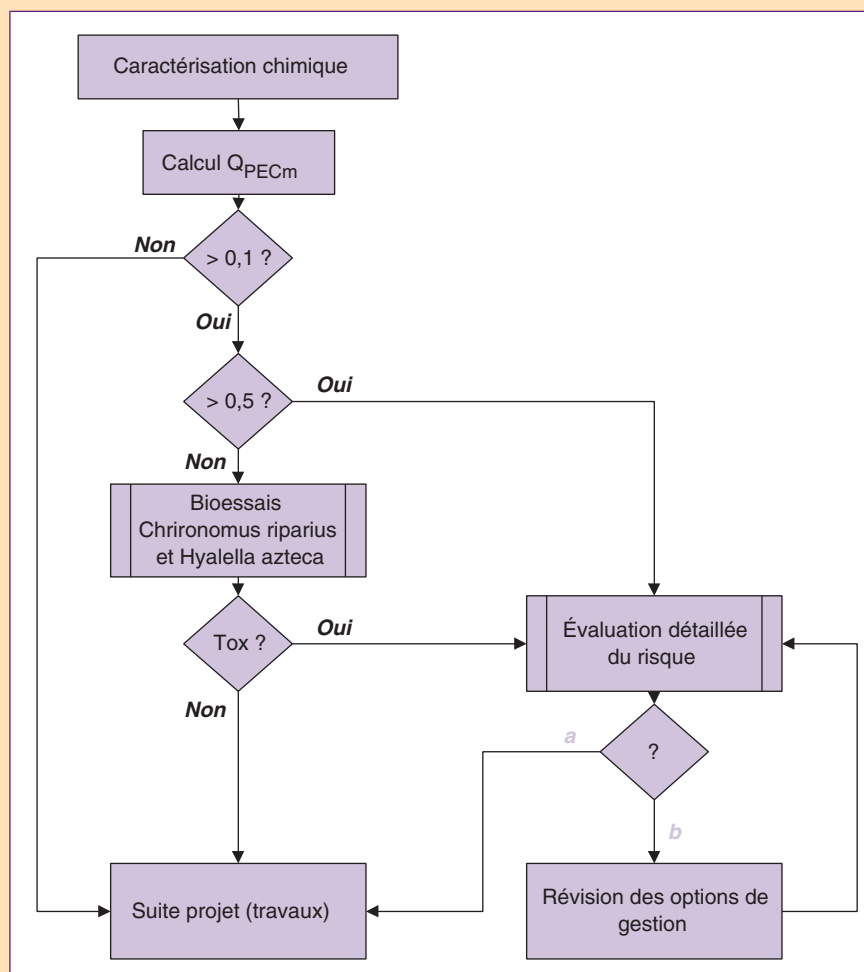 Caractérisation chimique
Calcul QPECm
Non
> 0,1 ?
Oui
> 0,5 ?
Oui
Non
Bioessais
Chrironomus riparius
et Hyalella azteca
Tox ?
Oui
Évaluation détaillée
du risque
Non
a
?
b
Suite projet (travaux)
Révision des options de
gestion